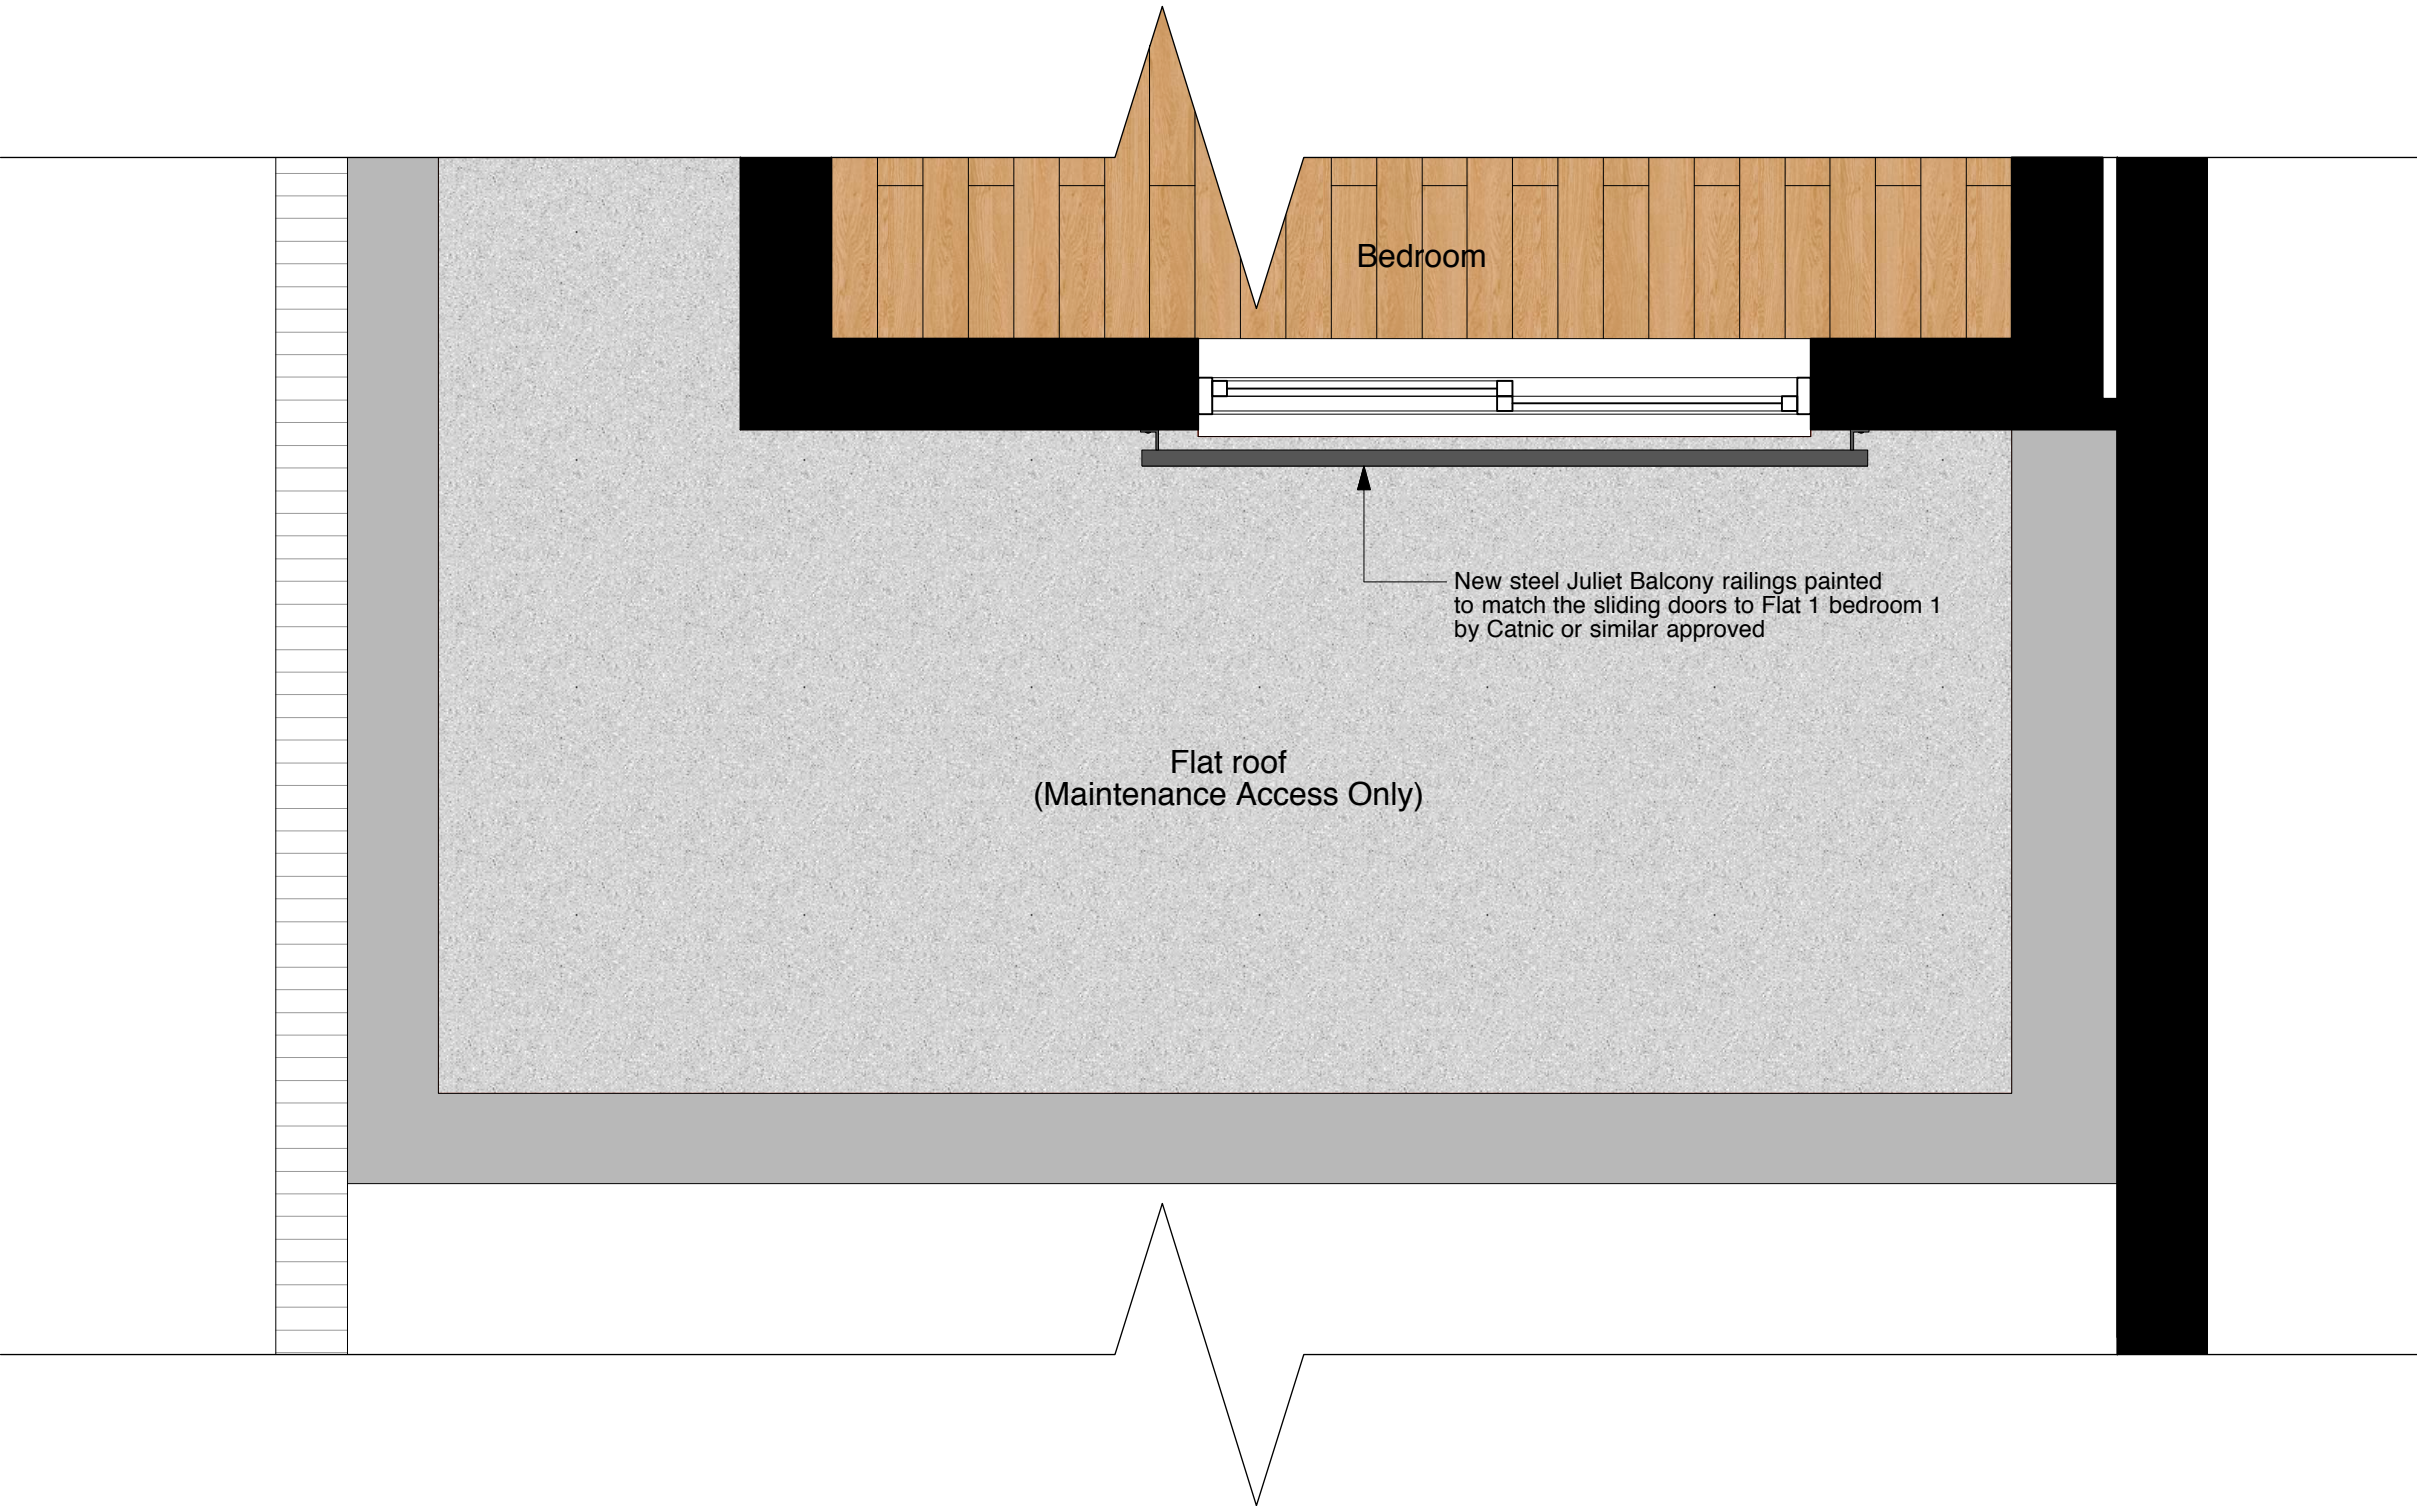 Bedroom
New steel Juliet Balcony railings painted
to match the sliding doors to Flat 1 bedroom 1
by Catnic or similar approved
Flat roof
(Maintenance Access Only)